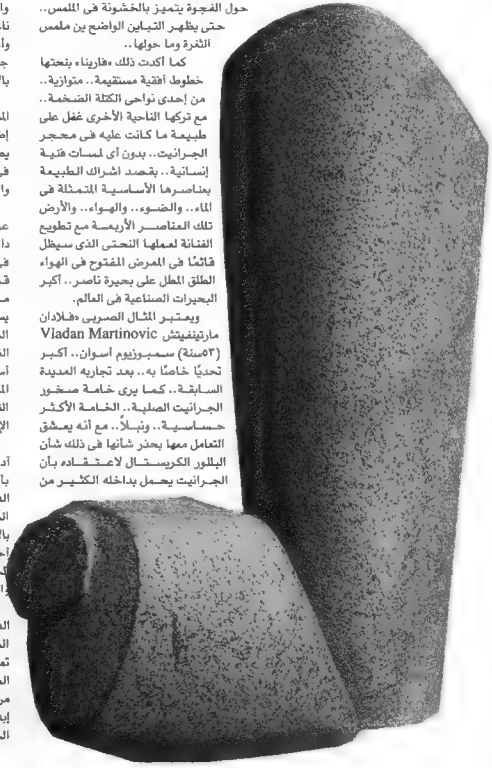 حول الفجوة يتميز بالخشونة فى الملمس..
حتى يظهر التباين الواضح بن ملمس
الثغرة وما حولها..
كما أكدت ذلك «فارينا» بنحتها
خطوط أفقية مستقيمة.. متوازية..
من إحدى نواحى الكتلة الضخمة..
مع تركها الناحية الأخرى غفل على
طبيعة ما كانت عليه فى محجر
الجرانيت.. بدون أى لمسات فنية
إنسانية.. بقصد اشراك الطبيعة
بعناصرها الأساسية المتمثلة فى
الماء.. والضوء.. والهواء.. والأرض
تلك العناصر الأربعة مع تطويع
الفنانة لعملها النحتى الذى سيظل
قائمًا فى المعرض المفتوح فى الهواء
الطلق المطل على بحيرة ناصر.. أكبر
البحيرات الصناعية فى العالم.
ويعتبر المثال الصربى «فلادان
مارتينفيتش Vladan Martinovic
(٥٣سنة) سمبوزيوم أسوان.. أكبر
تحديًا خاصًا به.. بعد تجاربه العديدة
السابقة.. كما يرى خامة صخور
الجرانيت الصلبة.. الخامة الأكثر
حساسية.. ونبلاً.. مع أنه يعشق
التعامل معها بحذر شأنها فى ذلك شأن
البللور الكريستال لاعتقاده بأن
الجرانيت يحمل بداخله الكثير من